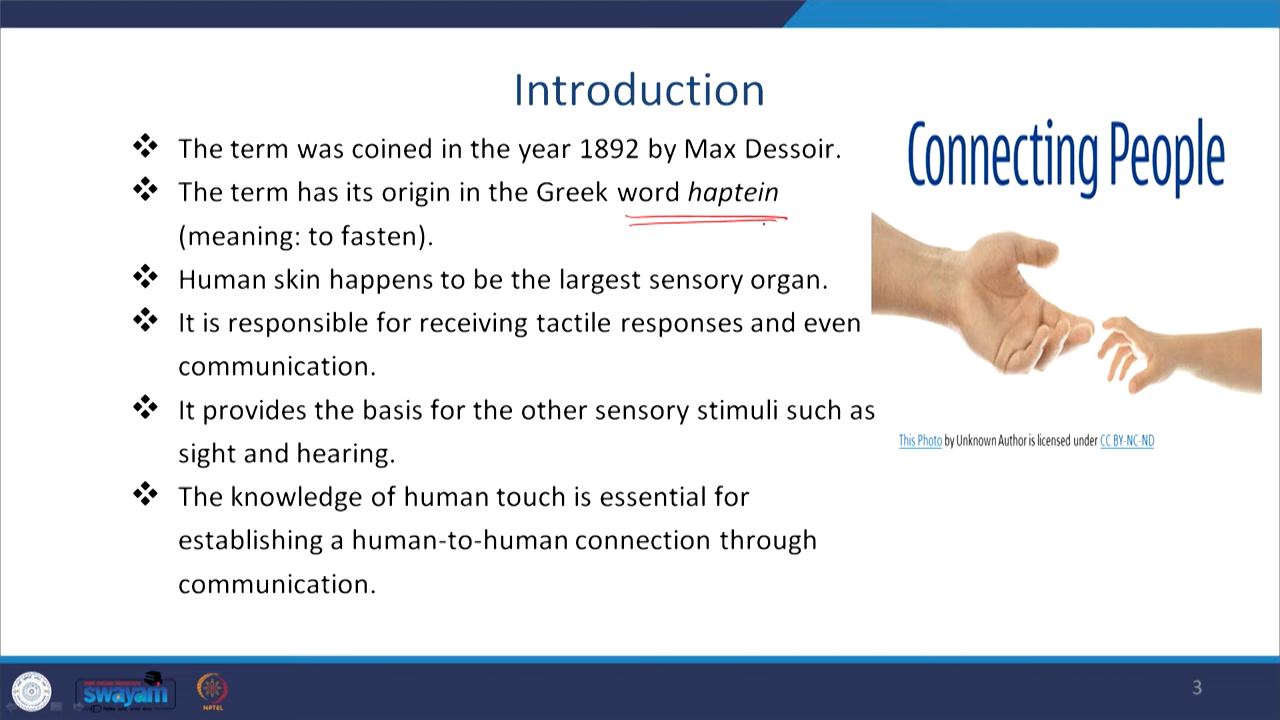 Introduction
❖ The term was coined in the year 1892 by Max Dessoir.
❖ The term has its origin in the Greek word haptein
(meaning: to fasten).
❖ Human skin happens to be the largest sensory organ.
❖ It is responsible for receiving tactile responses and even
communication.
❖ It provides the basis for the other sensory stimuli such as
sight and hearing.
❖ The knowledge of human touch is essential for
establishing a human-to-human connection through
communication.
Connecting People
This Photo by Unknown Author is licensed under CC BY-NC-ND
swayam
NPTEL
3